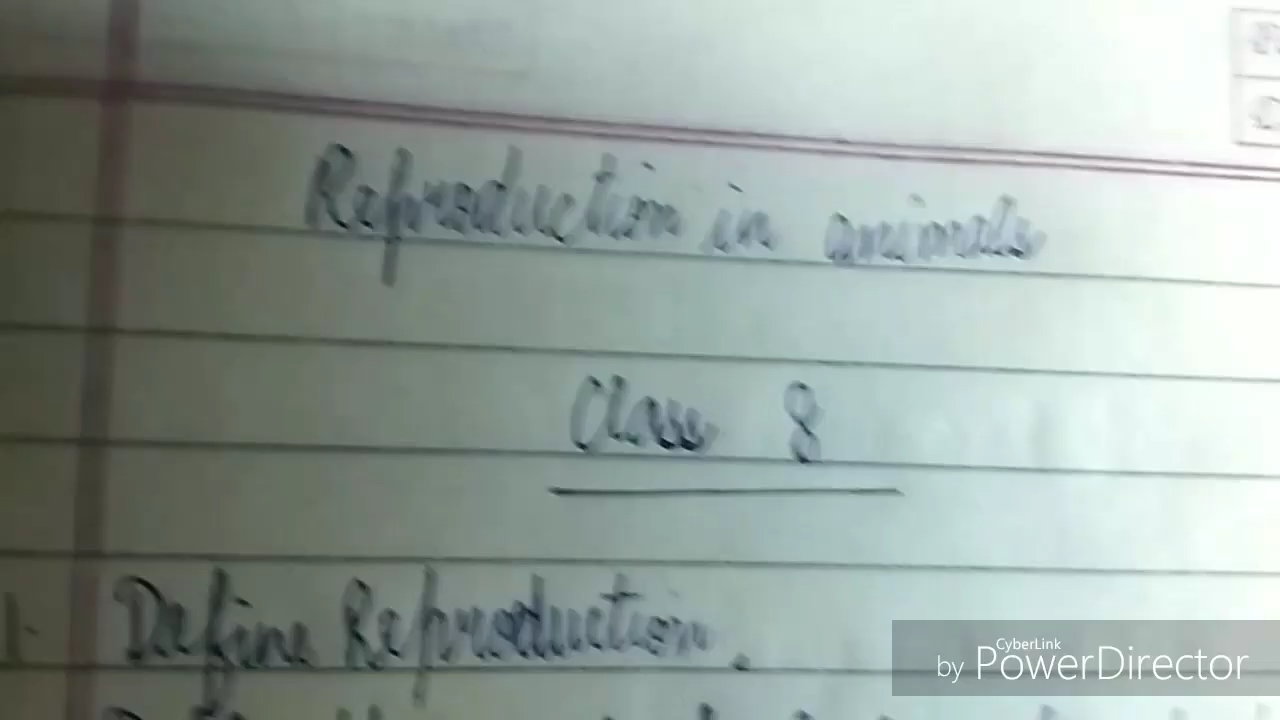 Reproduction in animals
Class 8
1. Define Reproduction.
CyberLink
by PowerDirector